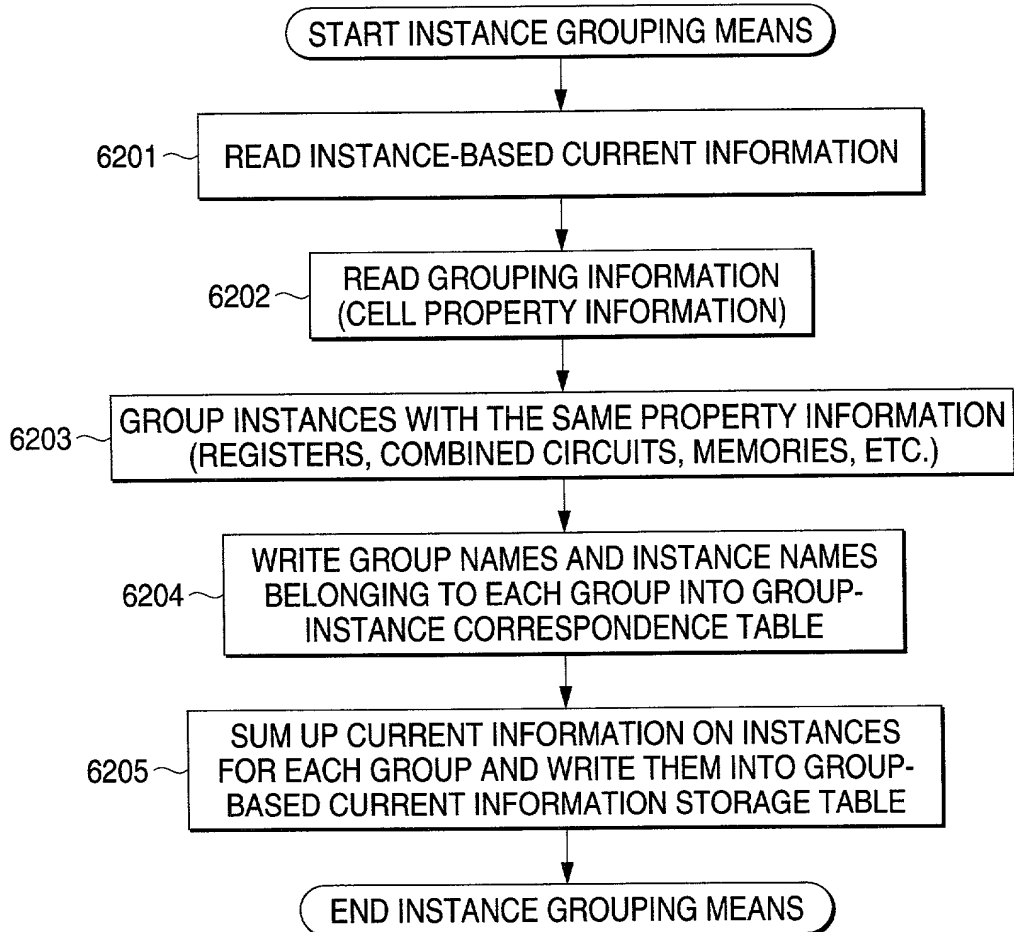 START INSTANCE GROUPING MEANS
6201
READ INSTANCE-BASED CURRENT INFORMATION
6202
READ GROUPING INFORMATION
(CELL PROPERTY INFORMATION)
6203
GROUP INSTANCES WITH THE SAME PROPERTY INFORMATION
(REGISTERS, COMBINED CIRCUITS, MEMORIES, ETC.)
6204
WRITE GROUP NAMES AND INSTANCE NAMES
BELONGING TO EACH GROUP INTO GROUP-
INSTANCE CORRESPONDENCE TABLE
6205
SUM UP CURRENT INFORMATION ON INSTANCES
FOR EACH GROUP AND WRITE THEM INTO GROUP-
BASED CURRENT INFORMATION STORAGE TABLE
END INSTANCE GROUPING MEANS